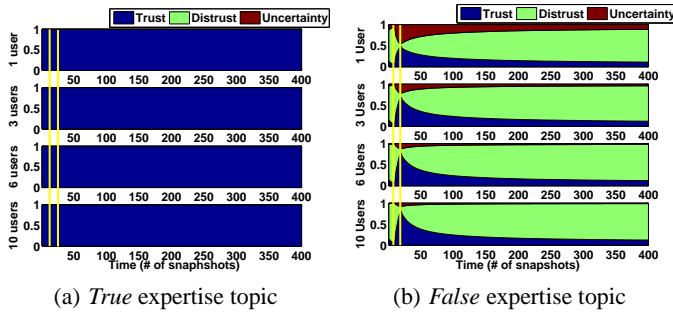 Trust Distrust Uncertainty
1 user
1
0.5
0
50 100 150 200 250 300 350 400
3 users
1
0.5
0
50 100 150 200 250 300 350 400
6 users
1
0.5
0
50 100 150 200 250 300 350 400
10 users
1
0.5
0
50 100 150 200 250 300 350 400
Time (# of snapshsots)
(a) True expertise topic
Trust Distrust Uncertainty
1 User
1
0.5
0
50 100 150 200 250 300 350 400
3 Users
1
0.5
0
50 100 150 200 250 300 350 400
6 Users
1
0.5
0
50 100 150 200 250 300 350 400
10 Users
1
0.5
0
50 100 150 200 250 300 350 400
Time (# of snapshots)
(b) False expertise topic